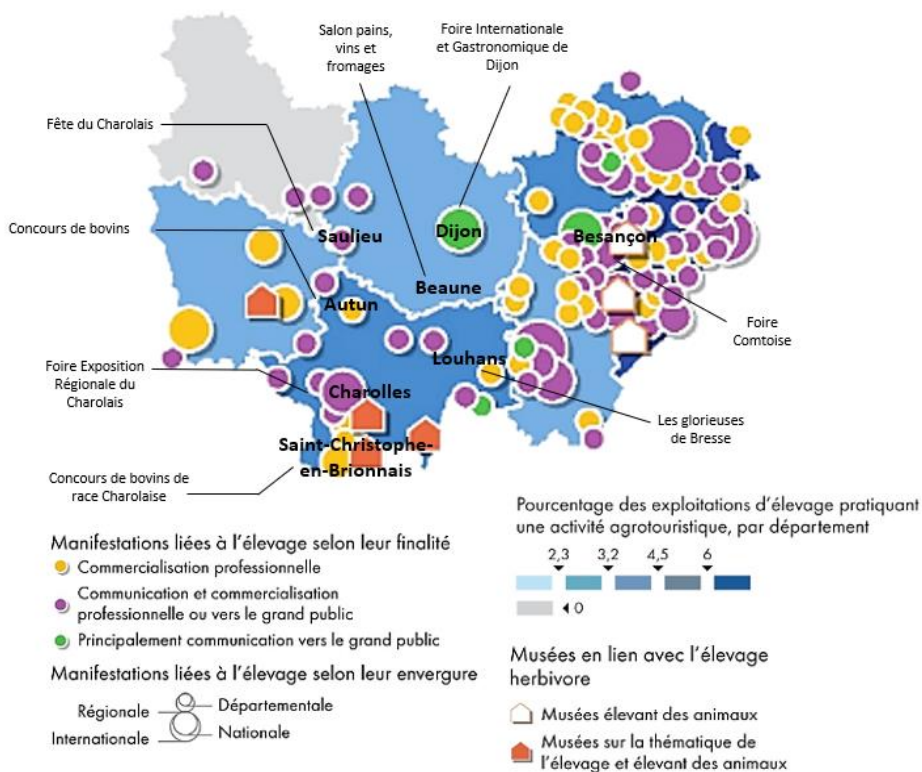 Salon pains,
vins et
fromages
Foire Internationale
et Gastronomique de
Dijon
Fête du Charolais
Concours de bovins
Saulieu
Dijon
Besançon
Beaune
Autun
Foire
Comtoise
Louhans
Foire Exposition
Régionale du
Charolais
Charolles
Les glorieuses
de Bresse
Saint-Christophe-
en-Brionnais
Concours de bovins de
race Charolaise
Manifestations liées à l'élevage selon leur finalité
Commercialisation professionnelle
Communication et commercialisation
professionnelle ou vers le grand public
Principalement communication vers le grand public
Manifestations liées à l'élevage selon leur envergure
Régionale
Départementale
Internationale
Nationale
Pourcentage des exploitations d'élevage pratiquant
une activité agrotouristique, par département
2,3 3,2 4,5 6
0
Musées en lien avec l'élevage
herbivore
Musées élevant des animaux
Musées sur la thématique de
l'élevage et élevant des animaux